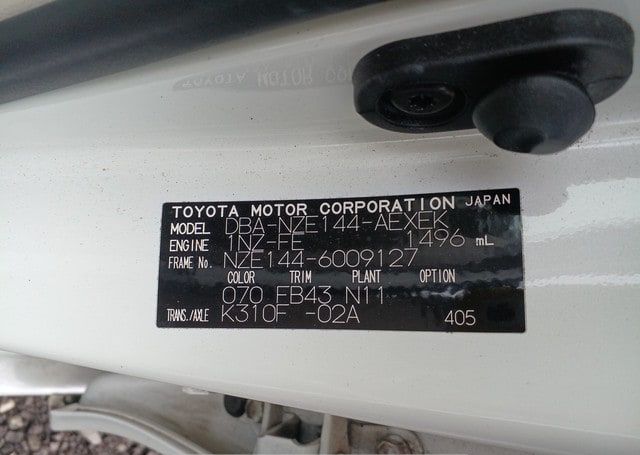 TOYOTA MOTOR CORPORATION JAPAN
MODEL DBA-NZE144-AEXEK
ENGINE 1NZ-FE 1496 mL
FRAME No. NZE144-6009127
COLOR TRIM PLANT OPTION
070 FB43 N11
TRANS./AXLE K310F -02A 405